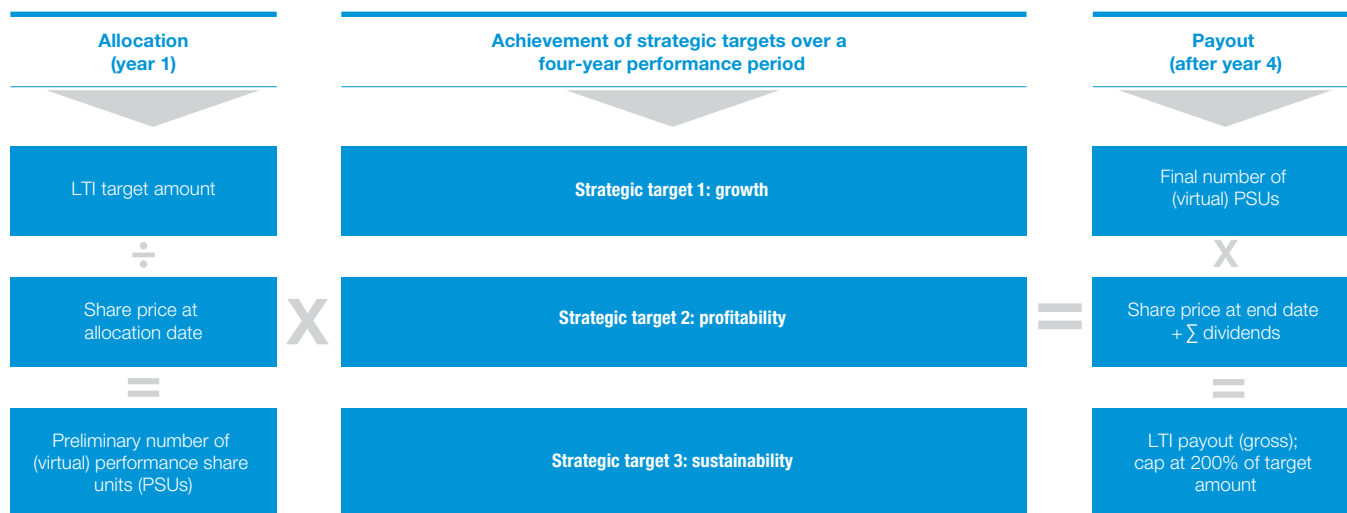 Allocation
(year 1)
Achievement of strategic targets over a
four-year performance period
Payout
(after year 4)
LTI target amount
÷
Share price at
allocation date
=
Preliminary number of
(virtual) performance share
units (PSUs)
X
Strategic target 1: growth
Strategic target 2: profitability
Strategic target 3: sustainability
=
Final number of
(virtual) PSUs
X
Share price at end date
+ ∑ dividends
=
LTI payout (gross);
cap at 200% of target
amount